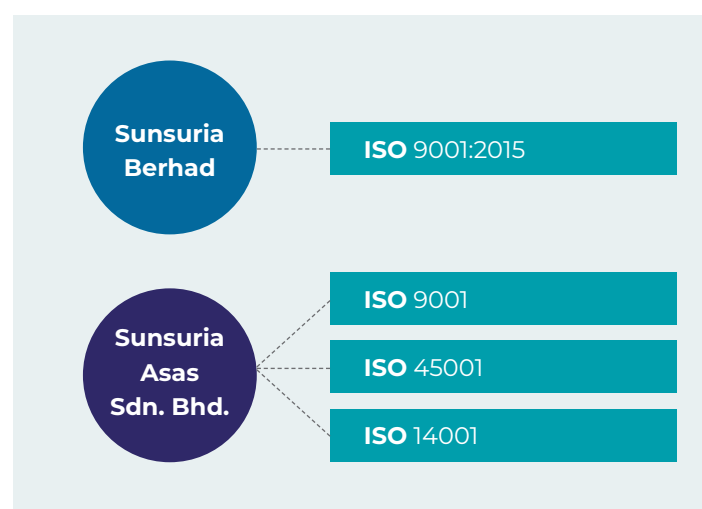 Sunsuria
Berhad
ISO 9001:2015
Sunsuria
Asas
Sdn. Bhd.
ISO 9001
ISO 45001
ISO 14001